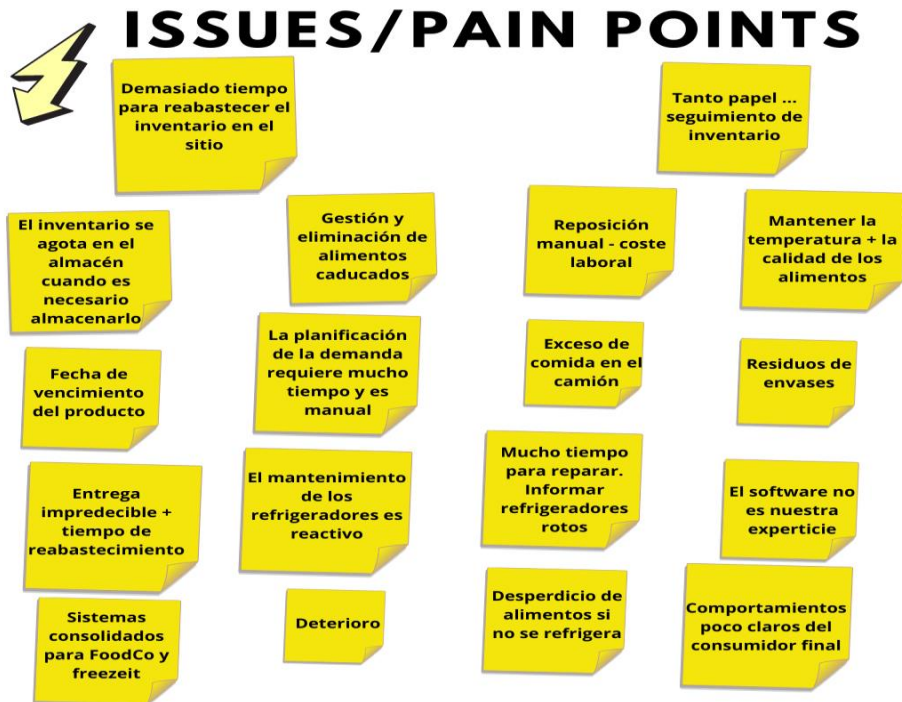 ISSUES/PAIN POINTS
Demasiado tiempo
para reabastecer el
inventario en el
sitio
Tanto papel ...
seguimiento de
inventario
El inventario se
agota en el
almacén
cuando es
necesario
almacenarlo
Gestión y
eliminación de
alimentos
caducados
Reposición
manual - coste
laboral
Mantener la
temperatura + la
calidad de los
alimentos
Fecha de
vencimiento
del producto
La planificación
de la demanda
requiere mucho
tiempo y es
manual
Exceso de
comida en el
camión
Residuos de
envases
Entrega
impredecible +
tiempo de
reabastecimiento
El mantenimiento
de los
refrigeradores es
reactivo
Mucho tiempo
para reparar.
Informar
refrigeradores
rotos
El software no
es nuestra
experticie
Sistemas
consolidados
para FoodCo y
freezeit
Deterioro
Desperdicio de
alimentos si
no se refrigera
Comportamientos
poco claros del
consumidor final